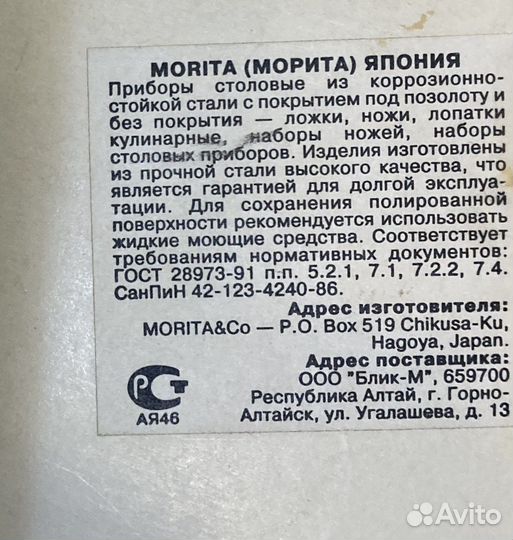 MORITA (МОРИТА) ЯПОНИЯ
Приборы столовые из коррозионно-
стойкой стали с покрытием под позолоту и
без покрытия — ложки, ножи, лопатки
кулинарные, наборы ножей, наборы
столовых приборов. Изделия изготовлены
из прочной стали высокого качества, что
является гарантией для долгой эксплуа-
тации. Для сохранения полированной
поверхности рекомендуется использовать
жидкие моющие средства. Соответствует
требованиям нормативных документов:
ГОСТ 28973-91 п.п. 5.2.1, 7.1, 7.2.2, 7.4.
СанПиН 42-123-4240-86.
Адрес изготовителя:
MORITA&Co — P.O. Box 519 Chikusa-Ku,
Hagoya, Japan.
Адрес поставщика:
ООО "Блик-М", 659700
Республика Алтай, г. Горно-
Алтайск, ул. Угалашева, д. 13
РСТ
АЯ46
Avito